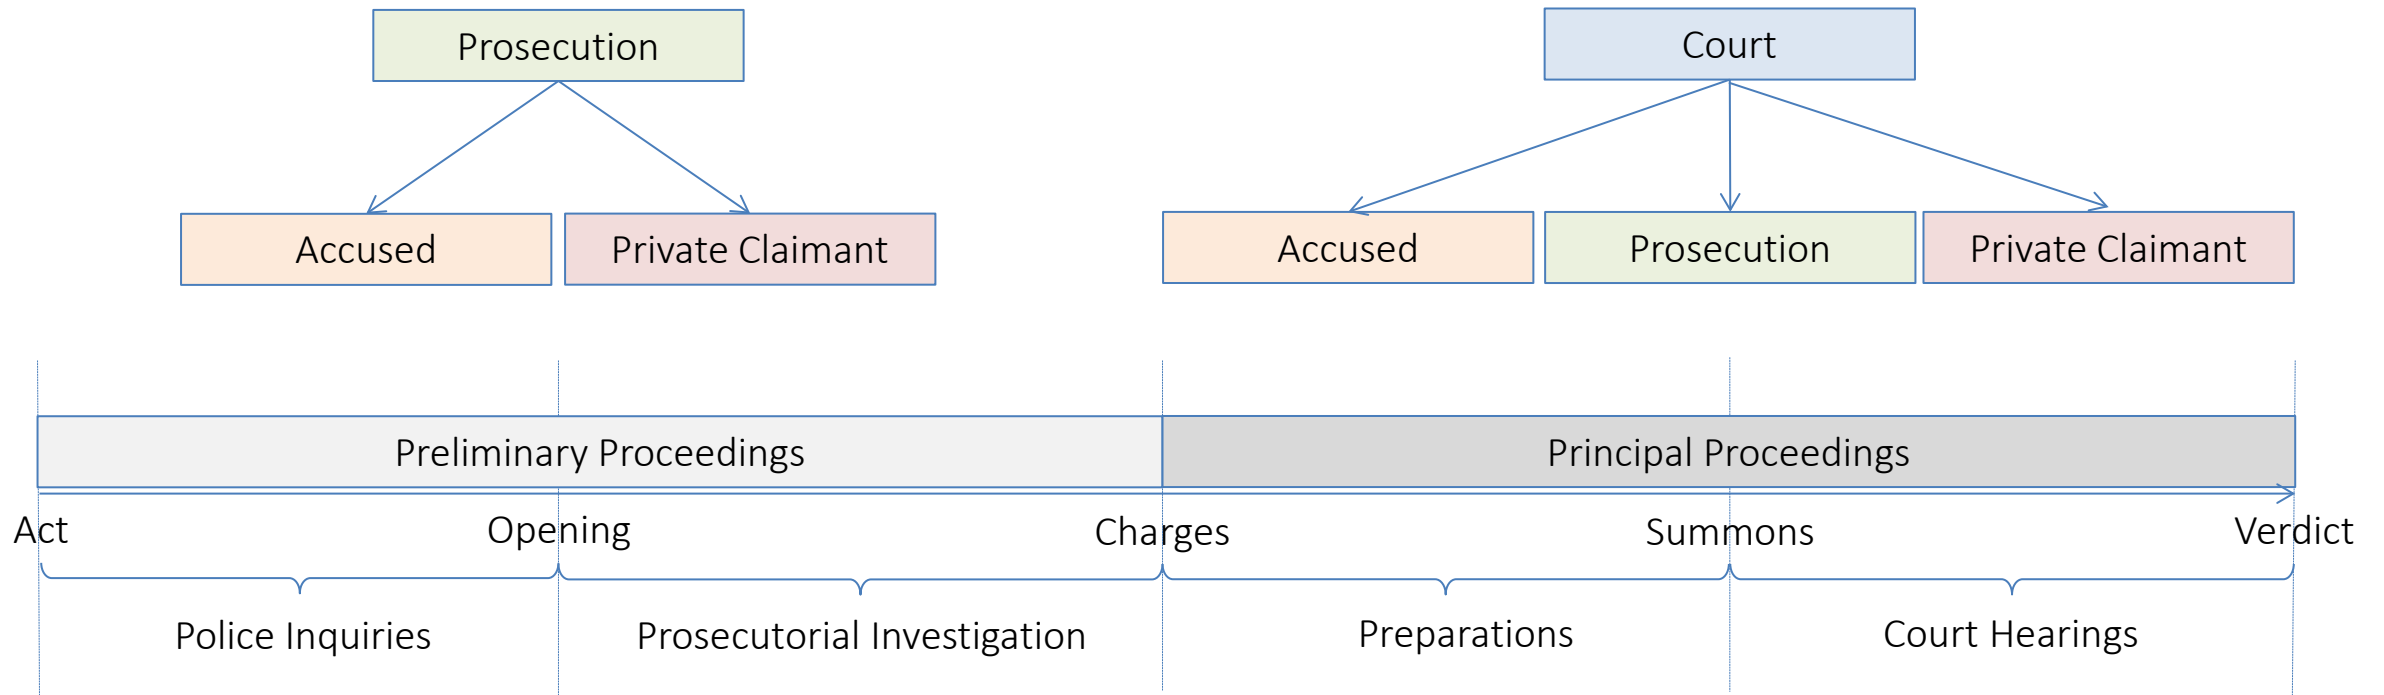 Prosecution
Court
Accused
Private Claimant
Accused
Prosecution
Private Claimant
Preliminary Proceedings
Principal Proceedings
Act
Opening
Charges
Summons
Verdict
Police Inquiries
Prosecutorial Investigation
Preparations
Court Hearings